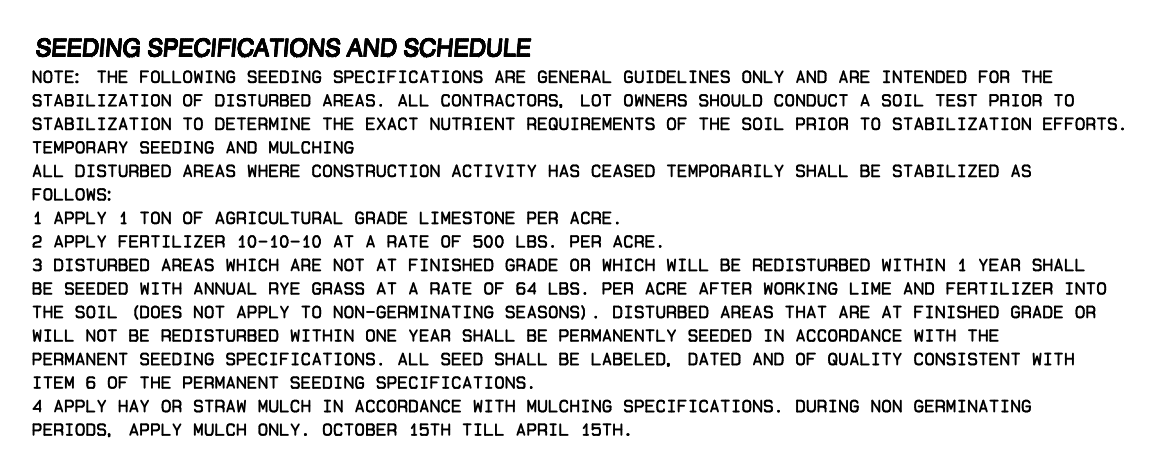 SEEDING SPECIFICATIONS AND SCHEDULE
NOTE: THE FOLLOWING SEEDING SPECIFICATIONS ARE GENERAL GUIDELINES ONLY AND ARE INTENDED FOR THE
STABILIZATION OF DISTURBED AREAS. ALL CONTRACTORS, LOT OWNERS SHOULD CONDUCT A SOIL TEST PRIOR TO
STABILIZATION TO DETERMINE THE EXACT NUTRIENT REQUIREMENTS OF THE SOIL PRIOR TO STABILIZATION EFFORTS.
TEMPORARY SEEDING AND MULCHING
ALL DISTURBED AREAS WHERE CONSTRUCTION ACTIVITY HAS CEASED TEMPORARILY SHALL BE STABILIZED AS
FOLLOWS:
1 APPLY 1 TON OF AGRICULTURAL GRADE LIMESTONE PER ACRE.
2 APPLY FERTILIZER 10-10-10 AT A RATE OF 500 LBS. PER ACRE.
3 DISTURBED AREAS WHICH ARE NOT AT FINISHED GRADE OR WHICH WILL BE REDISTURBED WITHIN 1 YEAR SHALL
BE SEEDED WITH ANNUAL RYE GRASS AT A RATE OF 64 LBS. PER ACRE AFTER WORKING LIME AND FERTILIZER INTO
THE SOIL (DOES NOT APPLY TO NON-GERMINATING SEASONS). DISTURBED AREAS THAT ARE AT FINISHED GRADE OR
WILL NOT BE REDISTURBED WITHIN ONE YEAR SHALL BE PERMANENTLY SEEDED IN ACCORDANCE WITH THE
PERMANENT SEEDING SPECIFICATIONS. ALL SEED SHALL BE LABELED, DATED AND OF QUALITY CONSISTENT WITH
ITEM 6 OF THE PERMANENT SEEDING SPECIFICATIONS.
4 APPLY HAY OR STRAW MULCH IN ACCORDANCE WITH MULCHING SPECIFICATIONS. DURING NON GERMINATING
PERIODS, APPLY MULCH ONLY. OCTOBER 15TH TILL APRIL 15TH.